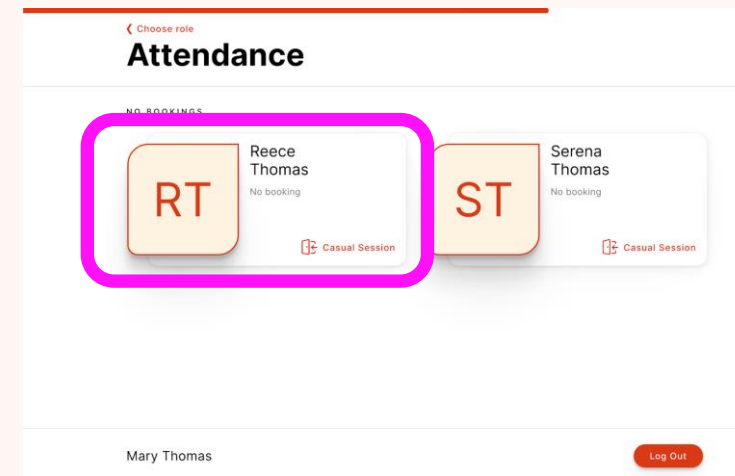 Choose role
Attendance
NO BOOKINGS
RT
Reece
Thomas
No booking
Casual Session
ST
Serena
Thomas
No booking
Casual Session
Mary Thomas
Log Out